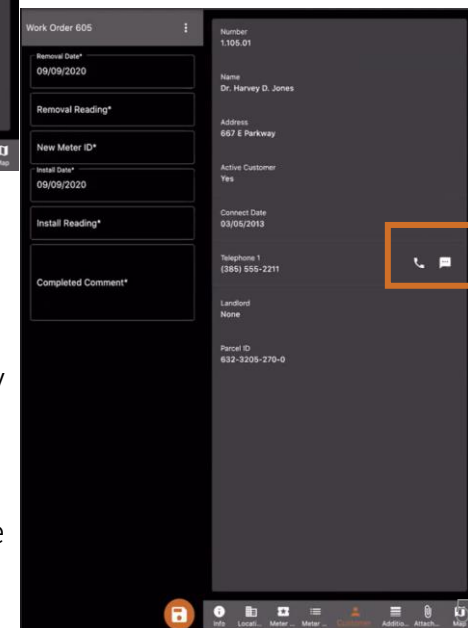 Map
Work Order 605
Removal Date*
09/09/2020
Removal Reading*
New Meter ID*
Install Date*
09/09/2020
Install Reading*
Completed Comment*
Number
1.105.01
Name
Dr. Harvey D. Jones
Address
667 E Parkway
Active Customer
Yes
Connect Date
03/05/2013
Telephone 1
(385) 555-2211
Landlord
None
Parcel ID
632-3205-270-0
Info Locati... Meter ... Meter ... Customer Additio... Attach... Map